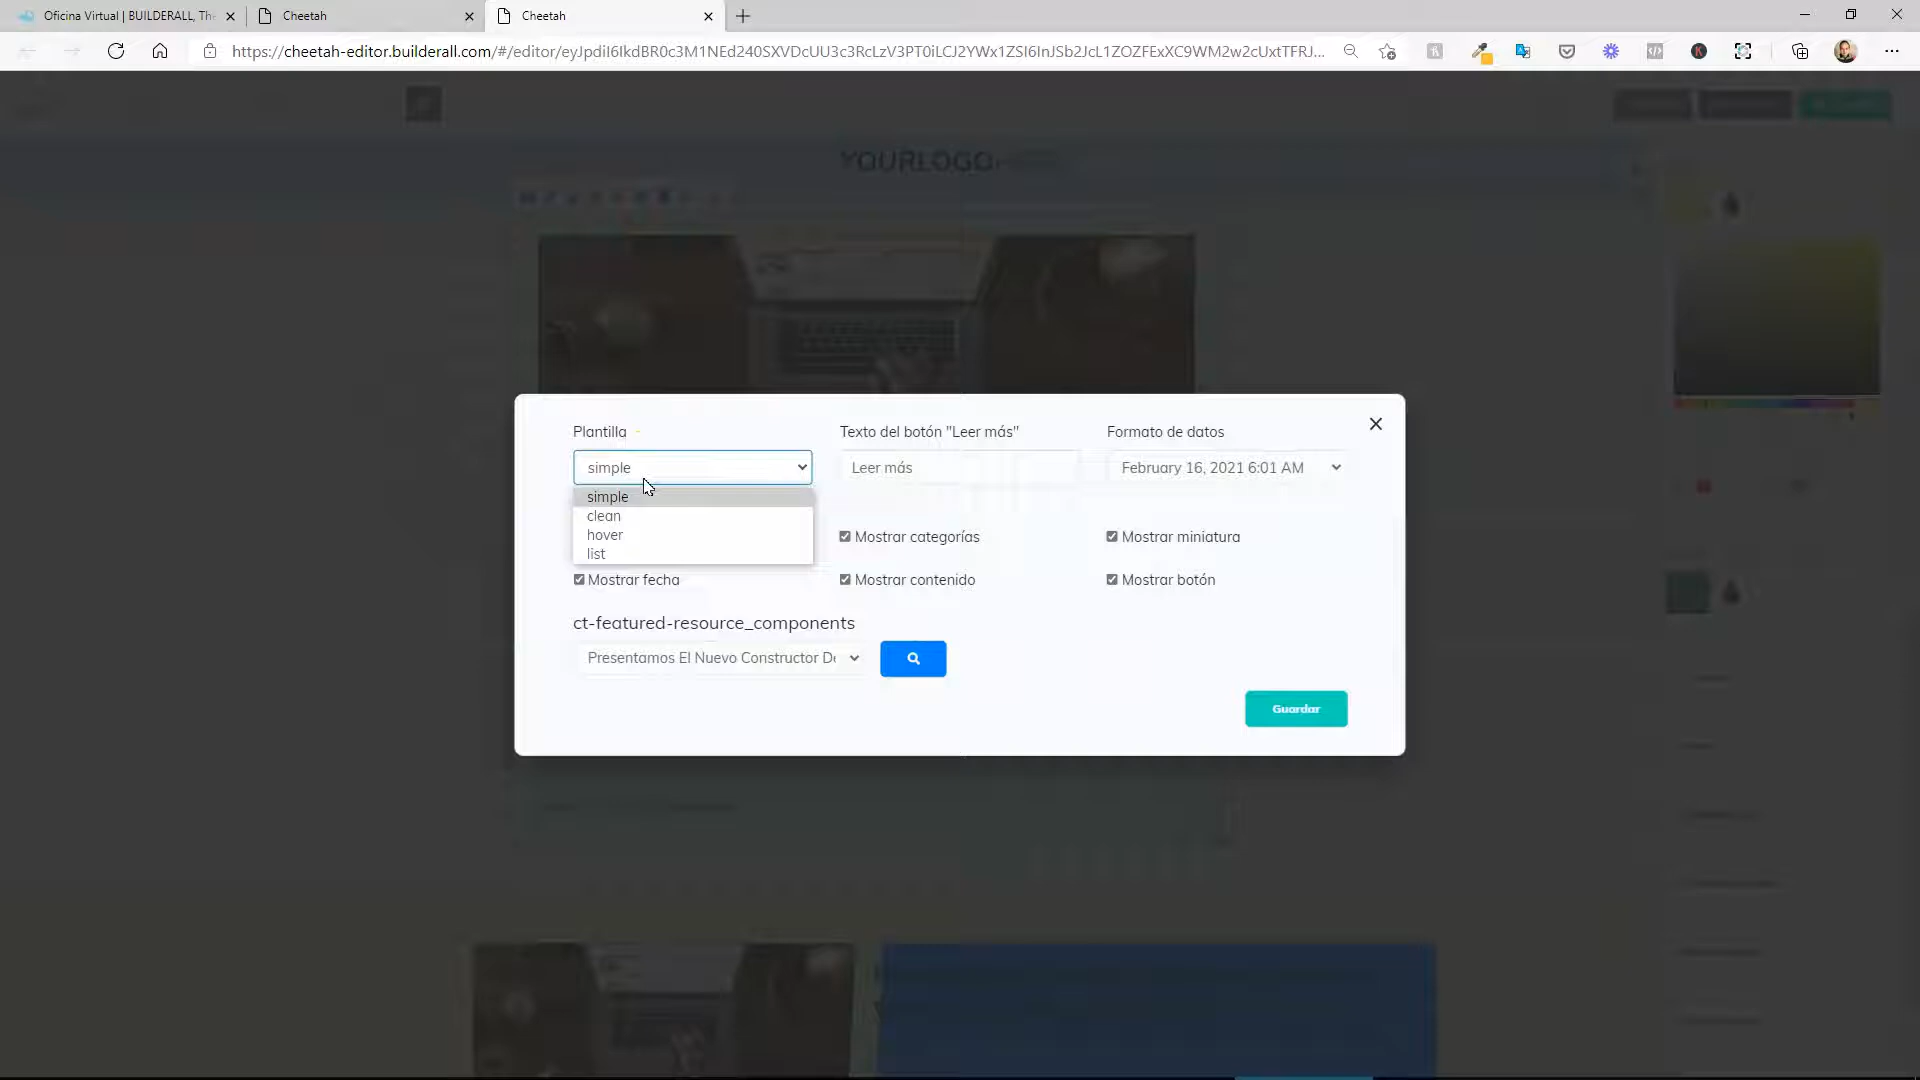 Oficina Virtual | BUILDERALL, The
Cheetah
Cheetah
https://cheetah-editor.builderall.com/#/editor/eyJpdiI6IkdBR0c3M1NEd240SXVDcUU3c3RcLzV3PT0iLCJ2YWx1ZSI6InJSb2JcL1ZOZFExXC9WM2w2cUxtTFRJ...
YOURLOGO
Plantilla
Texto del botón "Leer más"
Formato de datos
simple
Leer más
February 16, 2021 6:01 AM
simple
clean
hover
list
Mostrar categorías
Mostrar miniatura
Mostrar fecha
Mostrar contenido
Mostrar botón
ct-featured-resource_components
Presentamos El Nuevo Constructor De
Guardar